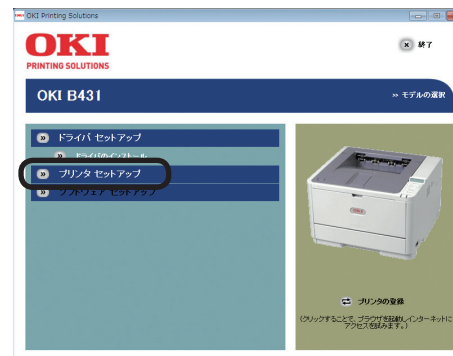 OKI Printing Solutions
OKI
PRINTING SOLUTIONS
終了
OKI B431
» モデルの選択
ドライバ セットアップ
ドライバのインストール
プリンタ セットアップ
ソフトウェア セットアップ
OKI
プリンタの登録
(クリックすることで、ブラウザを起動しインターネットに
アクセスを試みます。)